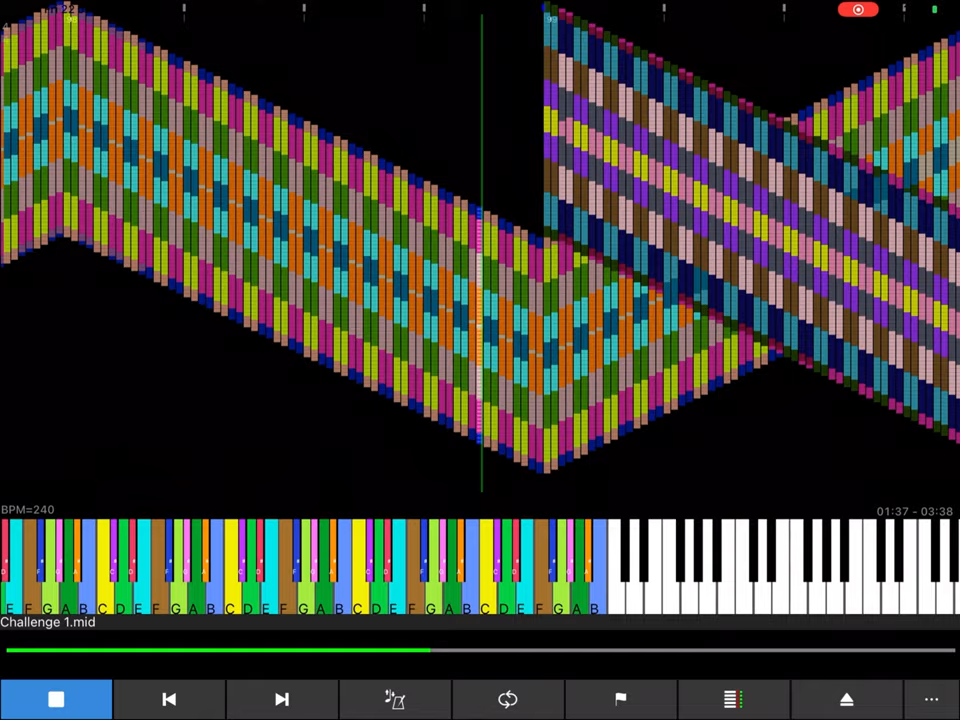 BPM=240
01:37 - 03:38
E F G A B C D E F G A B C D E F G A B C D E F G A B C D E F G A B
Challenge 1.mid